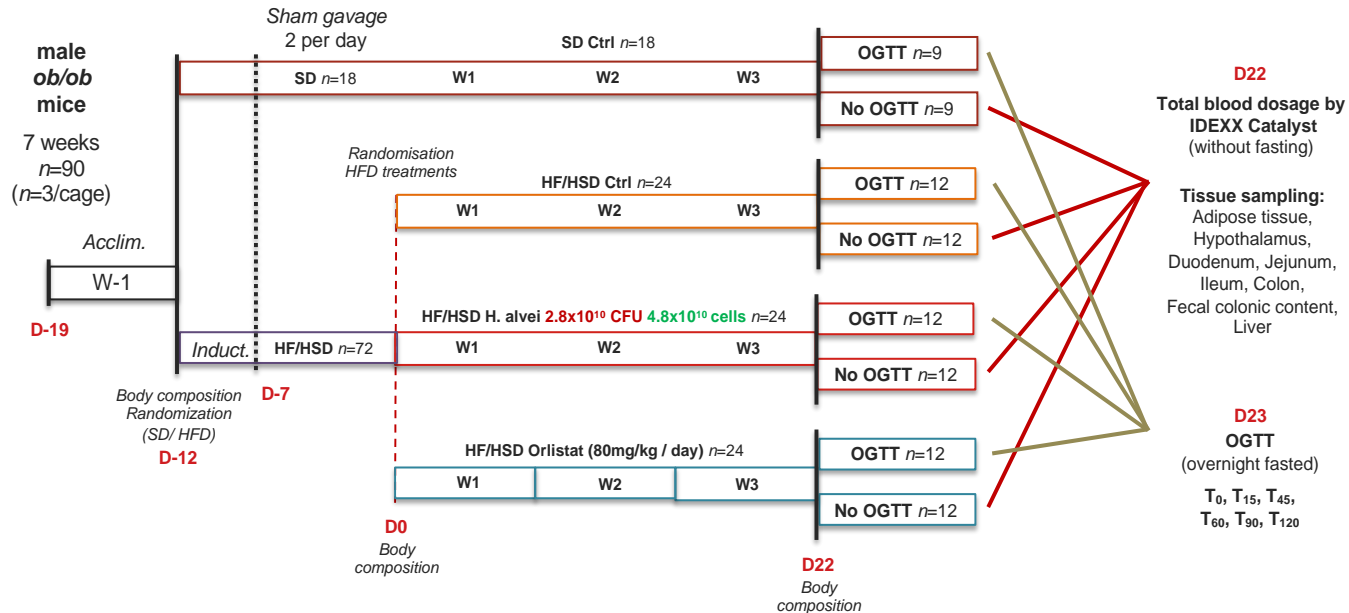 male
ob/ob
mice
7 weeks
n=90
(n=3/cage)
Acclim.
W-1
D-19
Sham gavage
2 per day
SD Ctrl n=18
SD n=18 W1 W2 W3
OGTT n=9
No OGTT n=9
Randomisation
HFD treatments
HF/HSD Ctrl n=24
W1 W2 W3
OGTT n=12
No OGTT n=12
HF/HSD H. alvei 2.8x10¹⁰ CFU 4.8x10¹⁰ cells n=24
Induct. HF/HSD n=72 W1 W2 W3
OGTT n=12
No OGTT n=12
Body composition
Randomization
(SD/ HFD)
D-12
D-7
HF/HSD Orlistat (80mg/kg / day) n=24
W1 W2 W3
OGTT n=12
No OGTT n=12
D0
Body
composition
D22
Body
composition
D22
Total blood dosage by
IDEXX Catalyst
(without fasting)
Tissue sampling:
Adipose tissue,
Hypothalamus,
Duodenum, Jejunum,
Ileum, Colon,
Fecal colonic content,
Liver
D23
OGTT
(overnight fasted)
T₀, T₁₅, T₄₅,
T₆₀, T₉₀, T₁₂₀